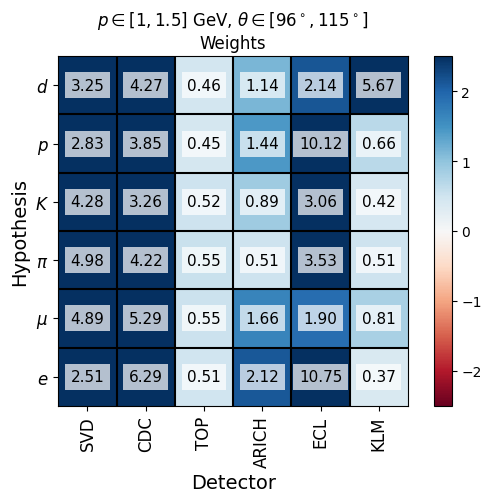 p ∈ [1, 1.5] GeV, θ ∈ [96°, 115°]
Weights
d 3.25 4.27 0.46 1.14 2.14 5.67
p 2.83 3.85 0.45 1.44 10.12 0.66
K 4.28 3.26 0.52 0.89 3.06 0.42
π 4.98 4.22 0.55 0.51 3.53 0.51
μ 4.89 5.29 0.55 1.66 1.90 0.81
e 2.51 6.29 0.51 2.12 10.75 0.37
Hypothesis
SVD CDC TOP ARICH ECL KLM
Detector
2
1
0
−1
−2